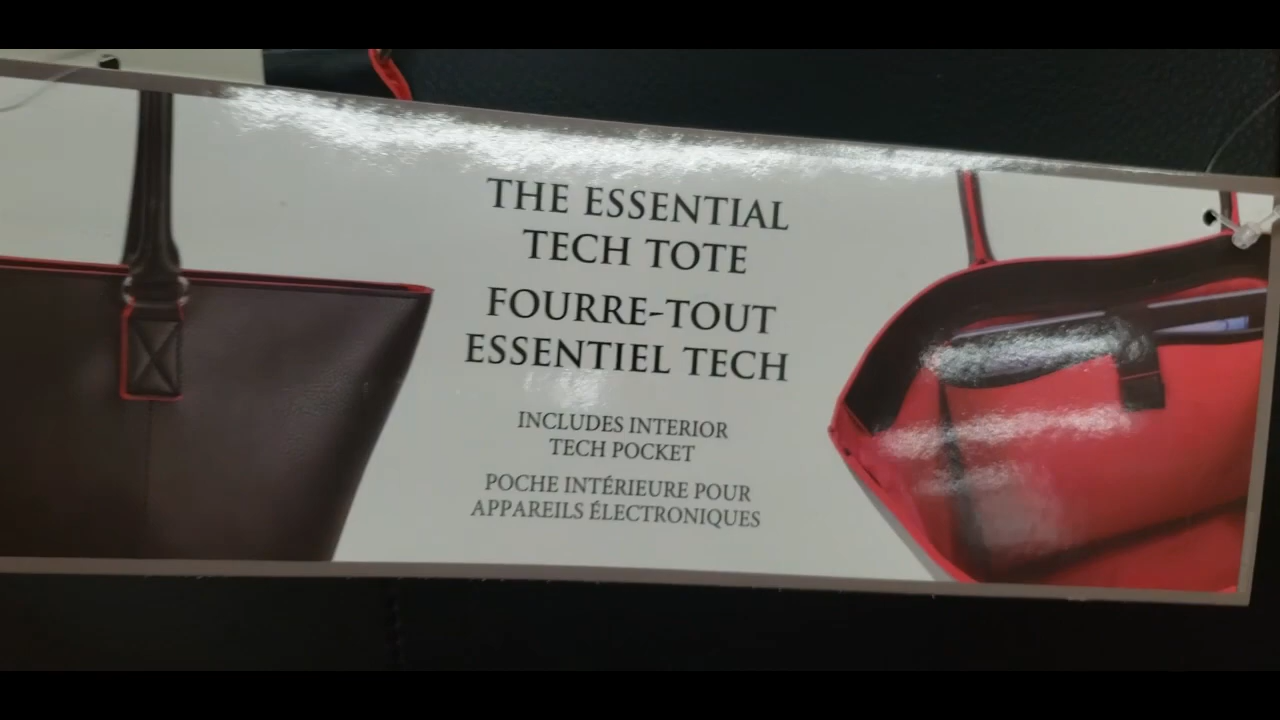 THE ESSENTIAL
TECH TOTE
FOURRE-TOUT
ESSENTIEL TECH
INCLUDES INTERIOR
TECH POCKET
POCHE INTÉRIEURE POUR
APPAREILS ÉLECTRONIQUES